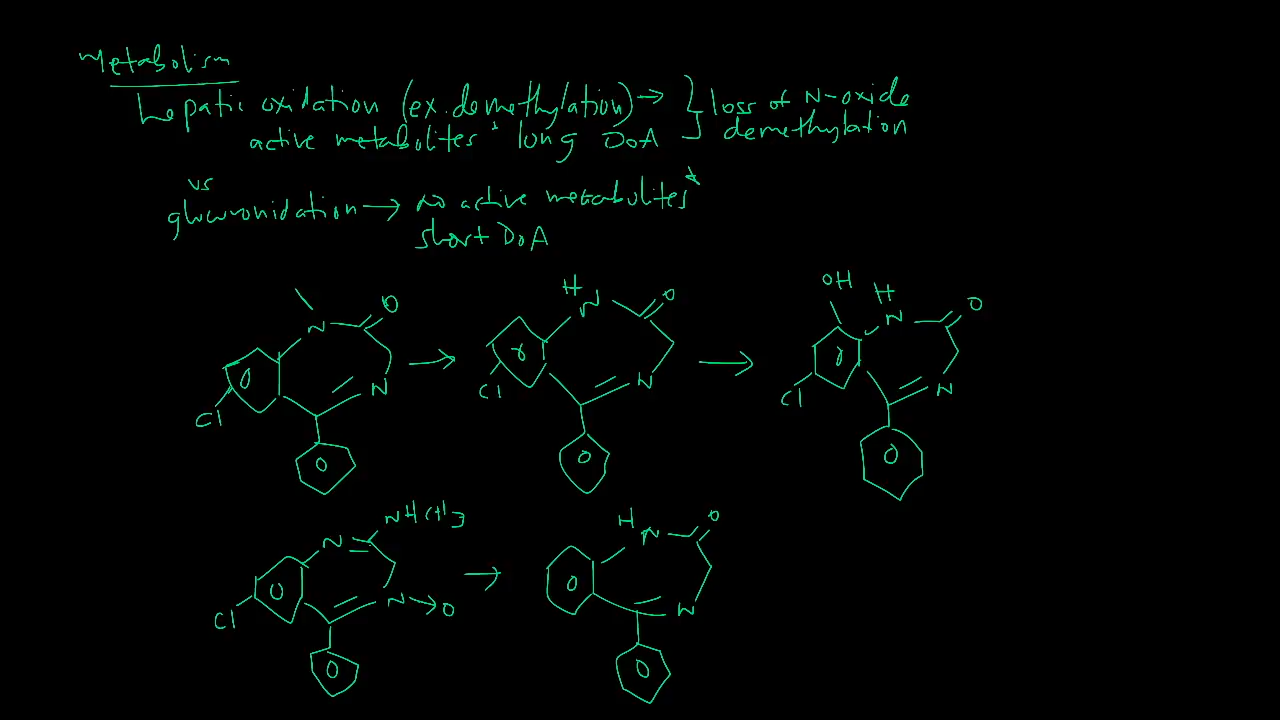 Metabolism
hepatic oxidation (ex. demethylation) → } loss of N-oxide
active metabolites + long DoA } demethylation
vs
glucuronidation → no active metabolites +
short DoA
N O N Cl
H N O N Cl
OH H N O N Cl
N NHCH3 N→O Cl
H N O N